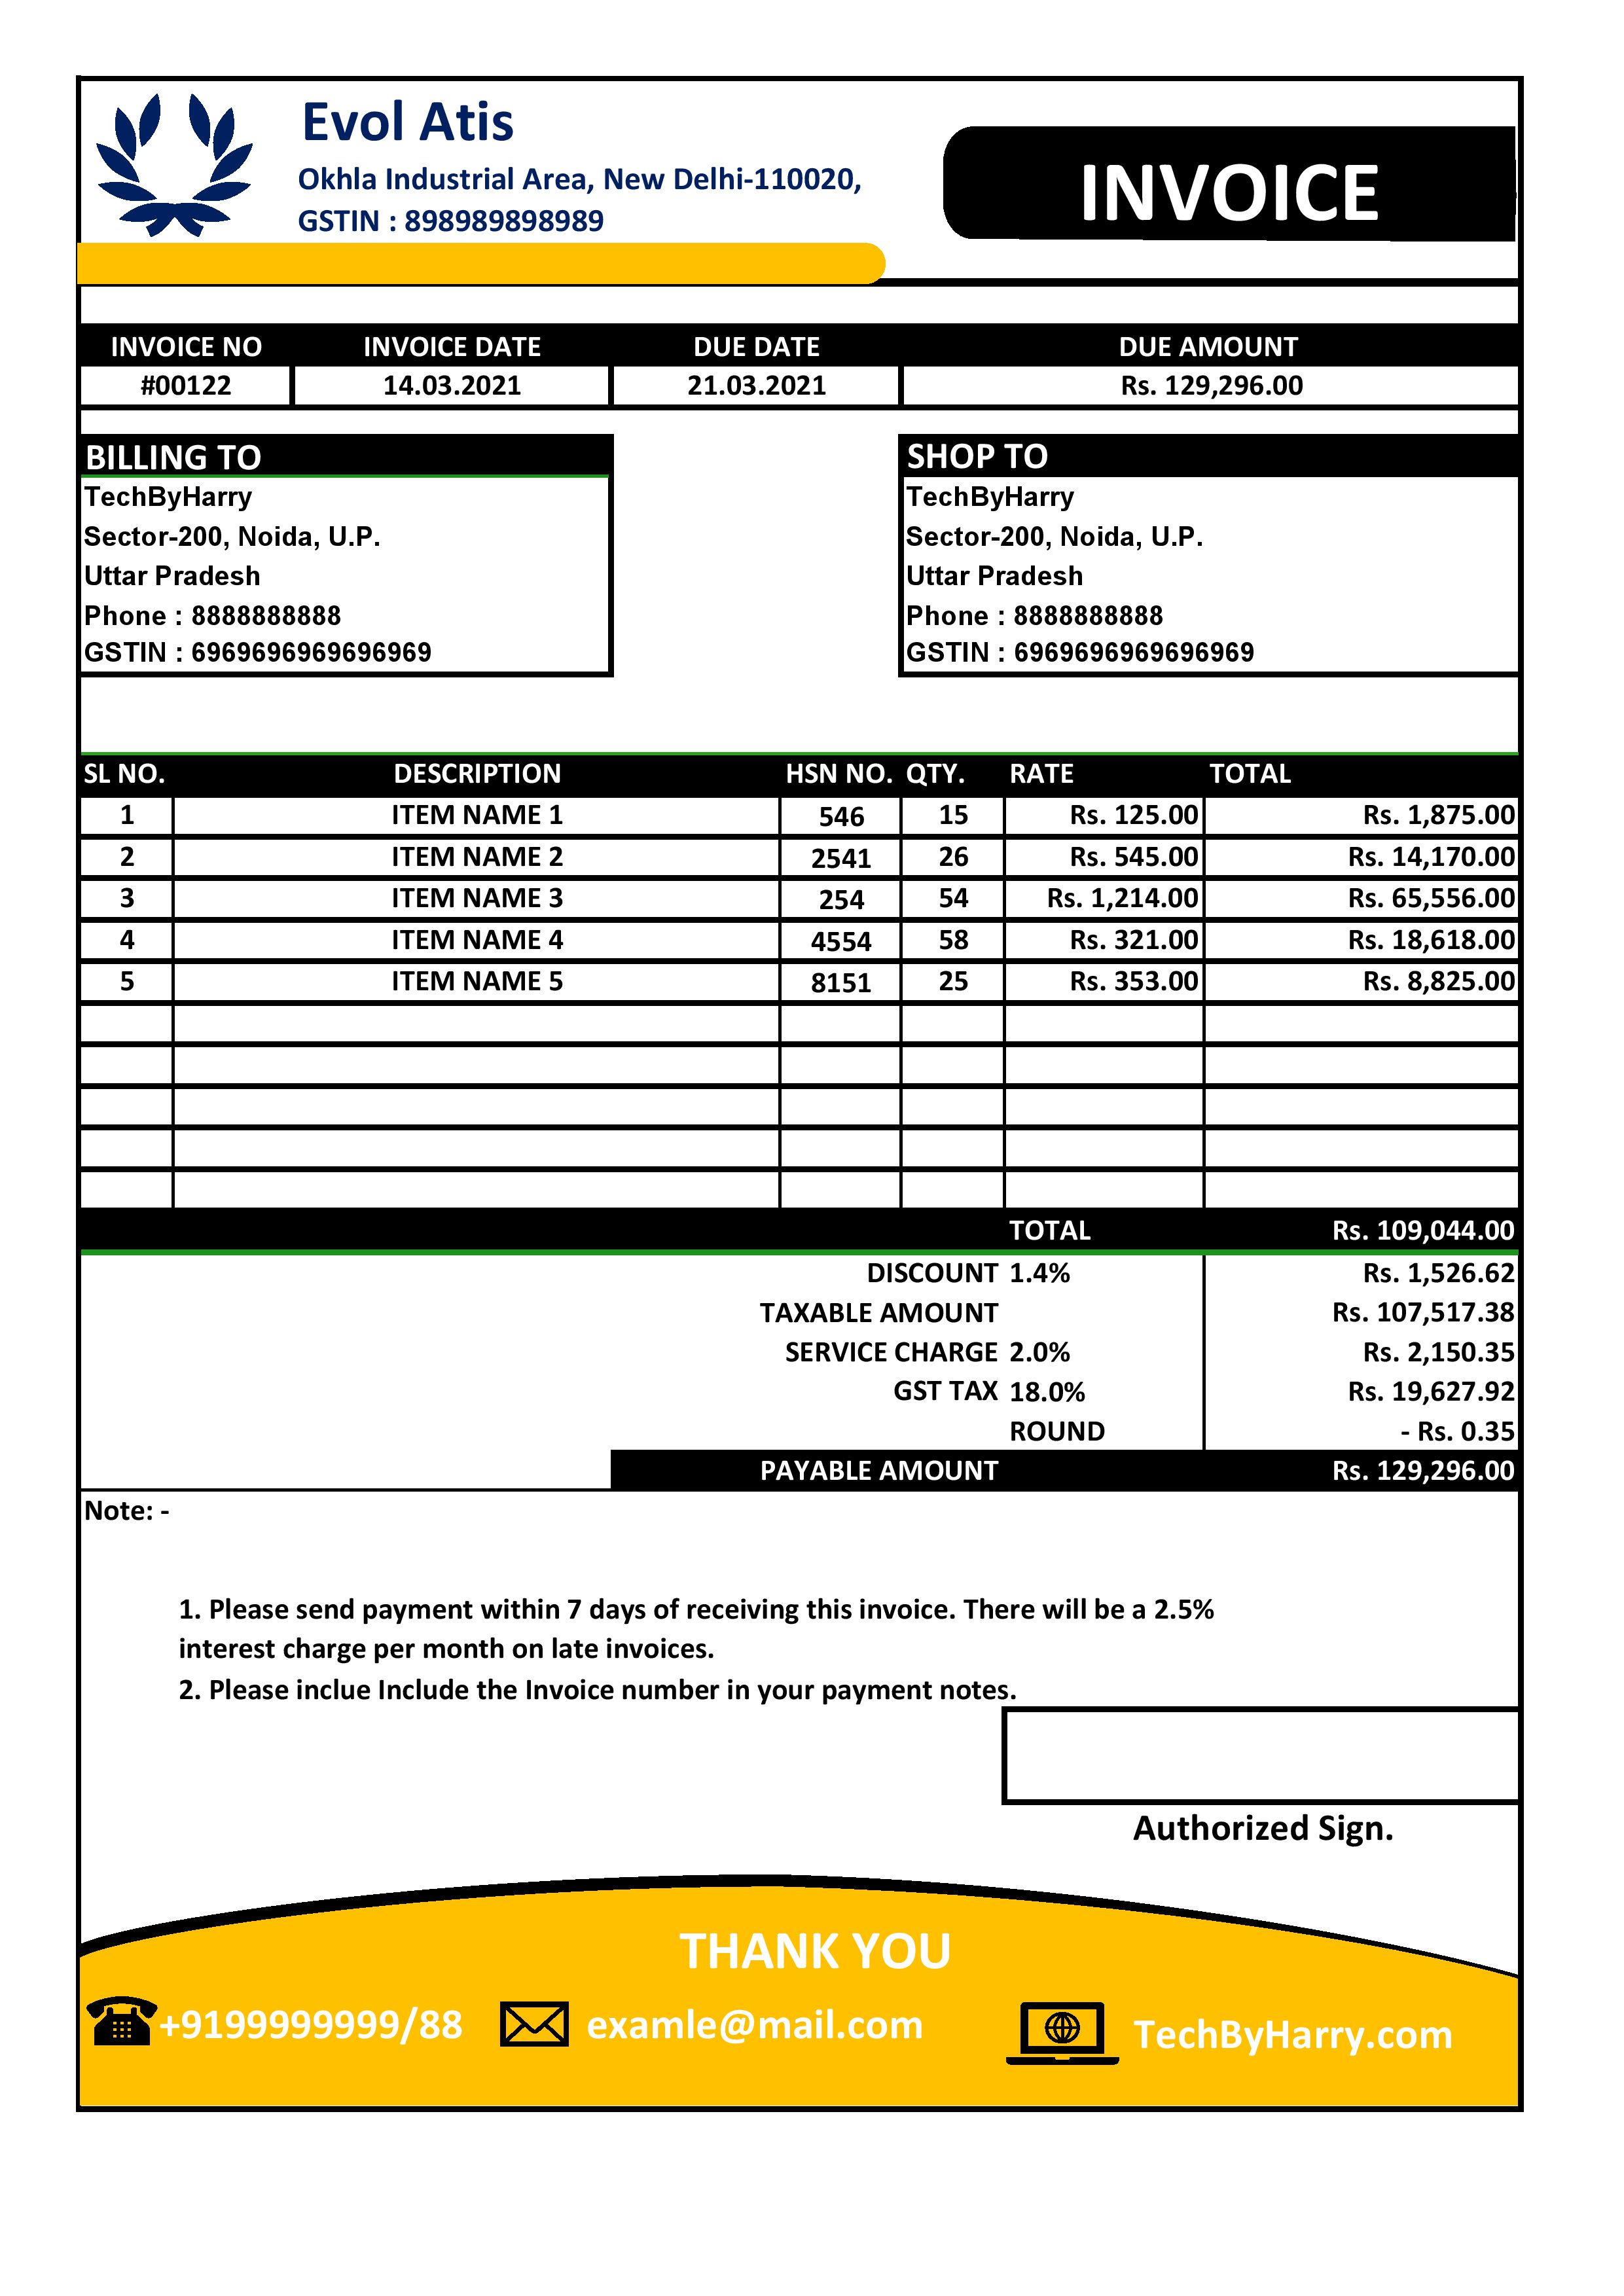 Evol Atis
Okhla Industrial Area, New Delhi-110020,
GSTIN : 898989898989
INVOICE
INVOICE NO INVOICE DATE DUE DATE DUE AMOUNT
#00122 14.03.2021 21.03.2021 Rs. 129,296.00
BILLING TO
TechByHarry
Sector-200, Noida, U.P.
Uttar Pradesh
Phone : 8888888888
GSTIN : 6969696969696969
SHOP TO
TechByHarry
Sector-200, Noida, U.P.
Uttar Pradesh
Phone : 8888888888
GSTIN : 6969696969696969
SL NO. DESCRIPTION HSN NO. QTY. RATE TOTAL
1 ITEM NAME 1 546 15 Rs. 125.00 Rs. 1,875.00
2 ITEM NAME 2 2541 26 Rs. 545.00 Rs. 14,170.00
3 ITEM NAME 3 254 54 Rs. 1,214.00 Rs. 65,556.00
4 ITEM NAME 4 4554 58 Rs. 321.00 Rs. 18,618.00
5 ITEM NAME 5 8151 25 Rs. 353.00 Rs. 8,825.00
TOTAL Rs. 109,044.00
DISCOUNT 1.4% Rs. 1,526.62
TAXABLE AMOUNT Rs. 107,517.38
SERVICE CHARGE 2.0% Rs. 2,150.35
GST TAX 18.0% Rs. 19,627.92
ROUND - Rs. 0.35
PAYABLE AMOUNT Rs. 129,296.00
Note: -
1. Please send payment within 7 days of receiving this invoice. There will be a 2.5%
interest charge per month on late invoices.
2. Please inclue Include the Invoice number in your payment notes.
Authorized Sign.
THANK YOU
+9199999999/88 examle@mail.com TechByHarry.com